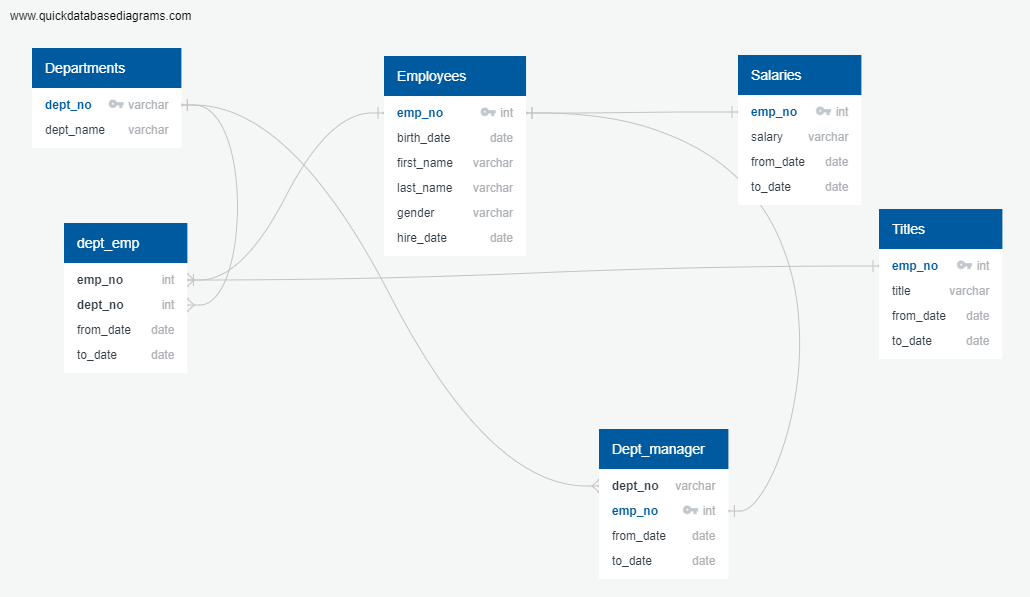 www.quickdatabasediagrams.com
Departments
dept_no varchar
dept_name varchar
Employees
emp_no int
birth_date date
first_name varchar
last_name varchar
gender varchar
hire_date date
Salaries
emp_no int
salary varchar
from_date date
to_date date
dept_emp
emp_no int
dept_no int
from_date date
to_date date
Titles
emp_no int
title varchar
from_date date
to_date date
Dept_manager
dept_no varchar
emp_no int
from_date date
to_date date